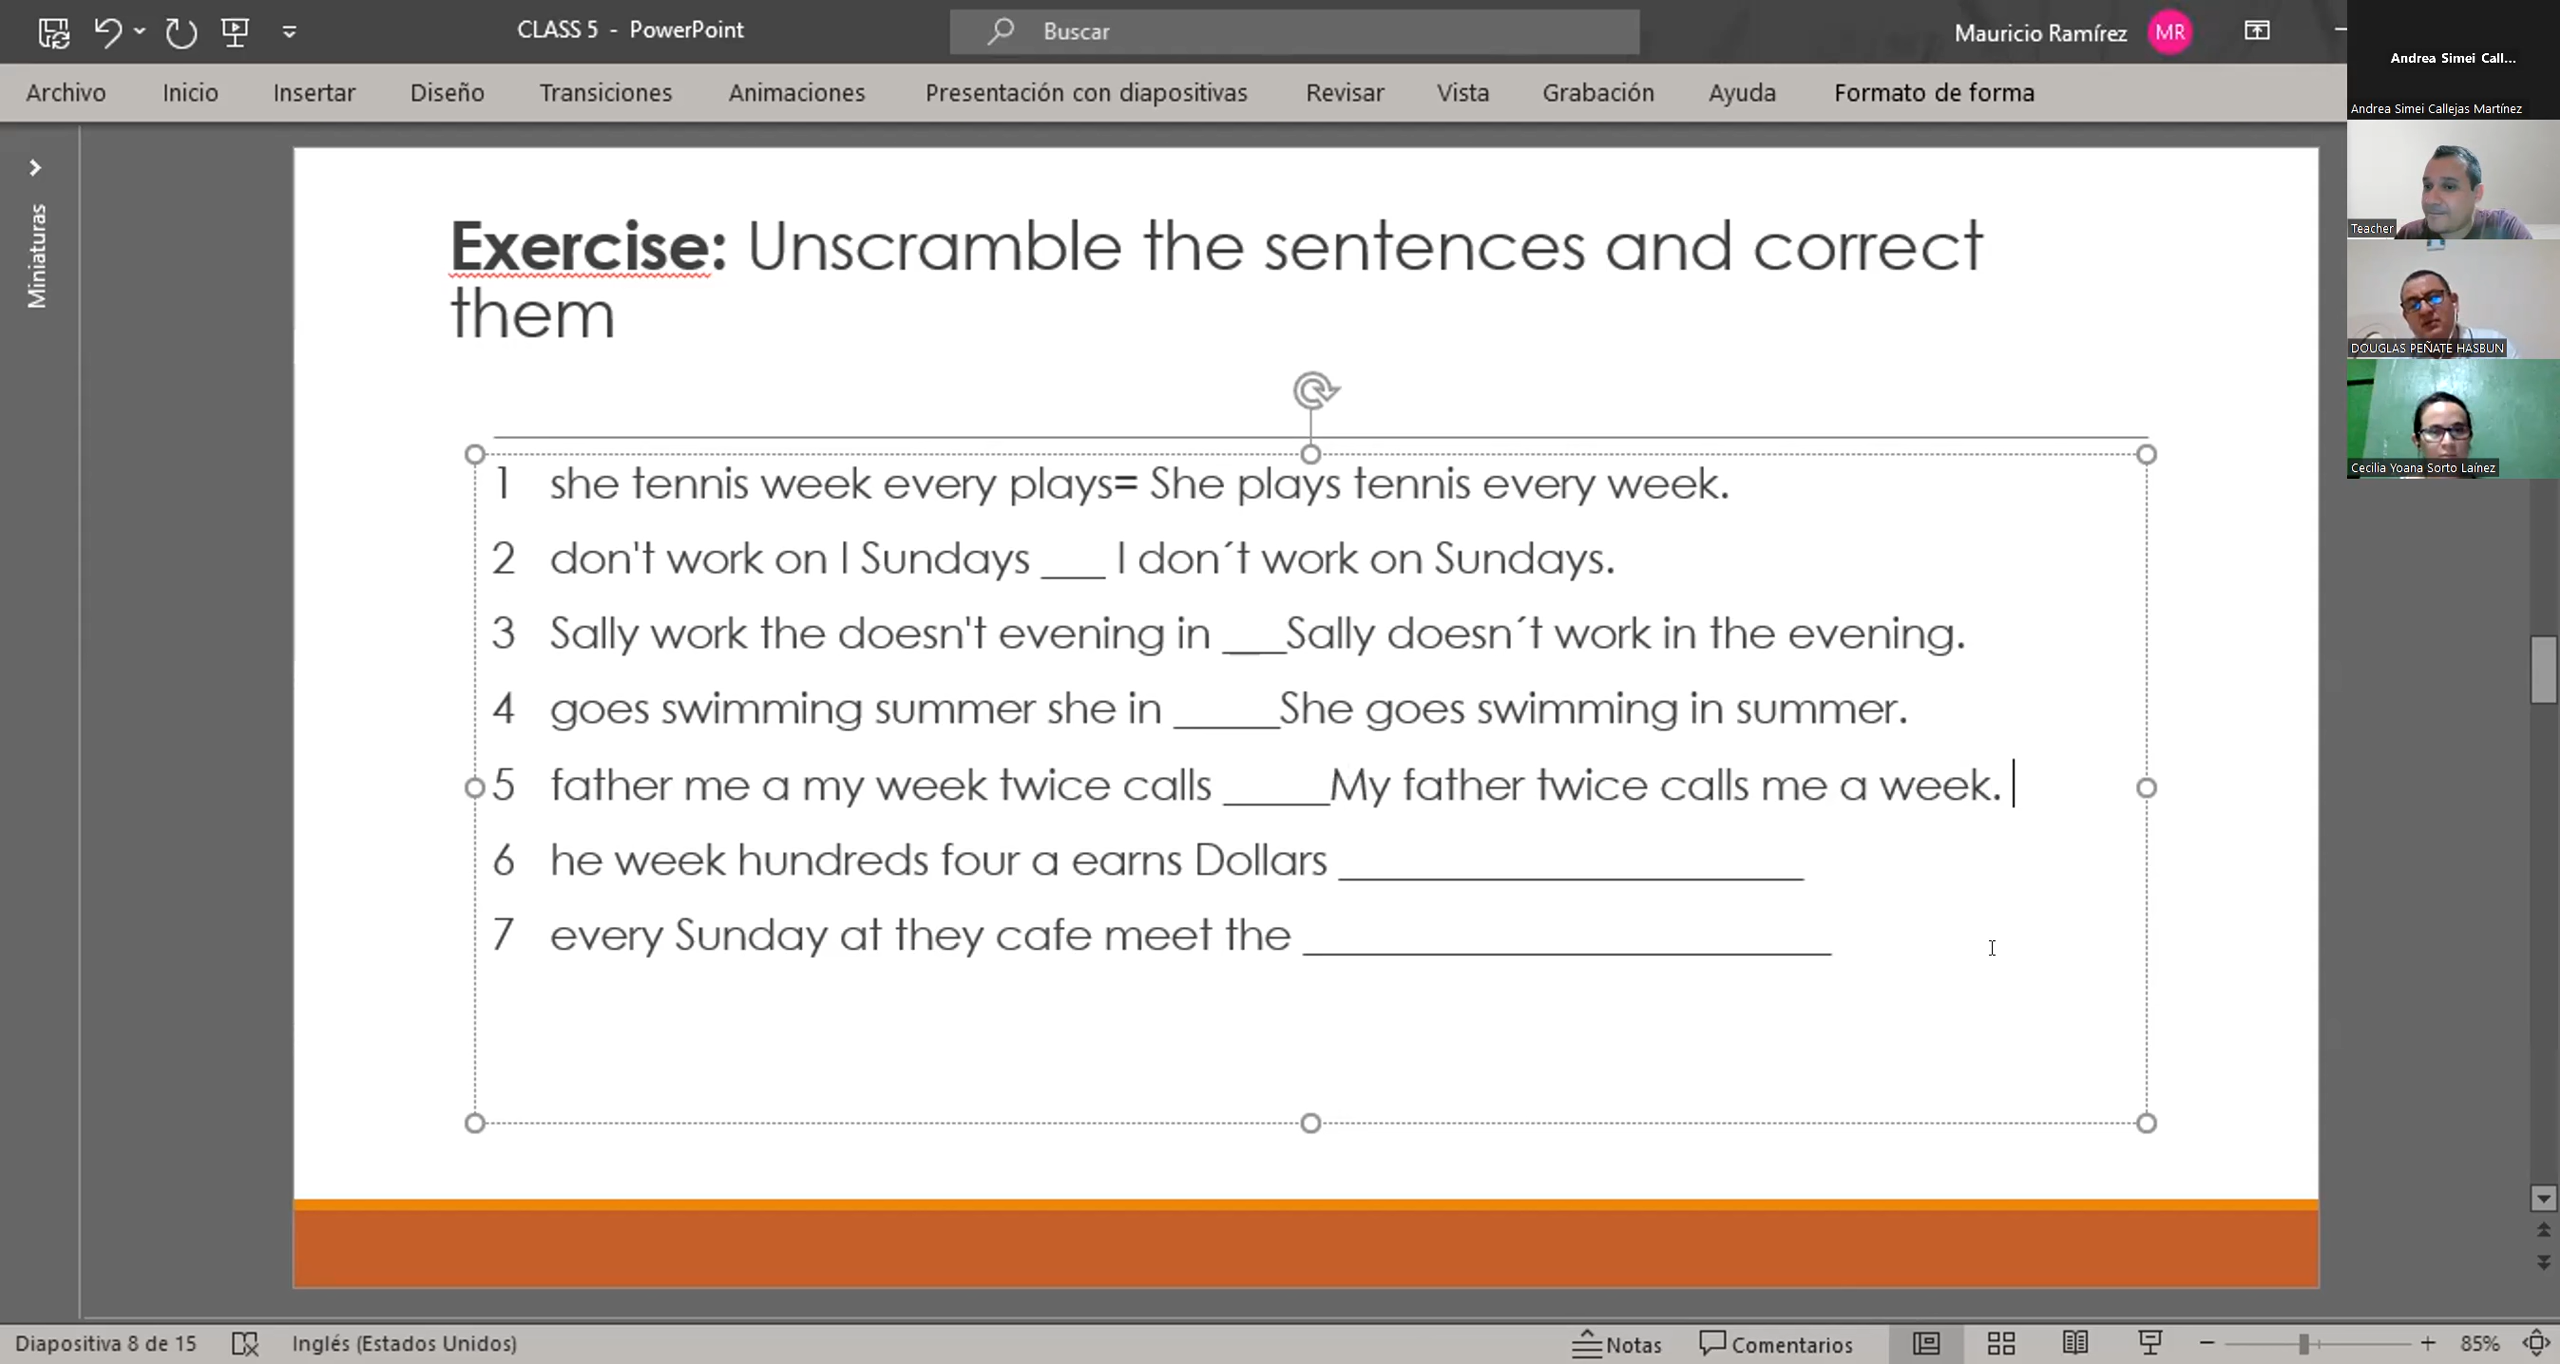 CLASS 5 - PowerPoint
Buscar
Mauricio Ramírez
MR
Archivo
Inicio
Insertar
Diseño
Transiciones
Animaciones
Presentación con diapositivas
Revisar
Vista
Grabación
Ayuda
Formato de forma
Andrea Simei Call...
Andrea Simei Callejas Martínez
Teacher
DOUGLAS PEÑATE HASBUN
Cecilia Yoana Sorto Laínez
Miniaturas
Exercise: Unscramble the sentences and correct
them
1 she tennis week every plays= She plays tennis every week.
2 don't work on I Sundays ___ I don´t work on Sundays.
3 Sally work the doesn't evening in ___Sally doesn´t work in the evening.
4 goes swimming summer she in _____She goes swimming in summer.
5 father me a my week twice calls _____My father twice calls me a week.
6 he week hundreds four a earns Dollars ______________________
7 every Sunday at they cafe meet the _________________________
Diapositiva 8 de 15
Inglés (Estados Unidos)
Notas
Comentarios
85%